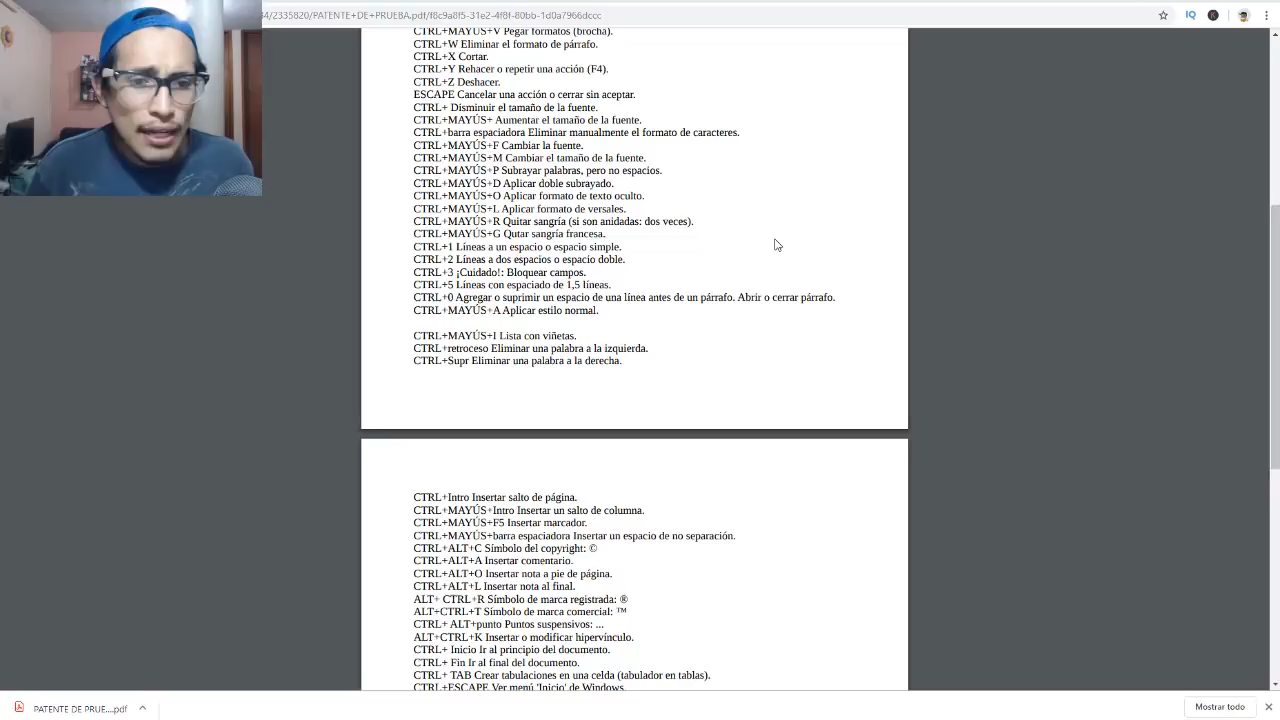 4/2335820/PATENTE+DE+PRUEBA.pdf/f8c9a8f5-31e2-4f8f-80bb-1d0a7966dccc
IQ
K
CTRL+MAYÚS+V Pegar formatos (brocha).
CTRL+W Eliminar el formato de párrafo.
CTRL+X Cortar.
CTRL+Y Rehacer o repetir una acción (F4).
CTRL+Z Deshacer.
ESCAPE Cancelar una acción o cerrar sin aceptar.
CTRL+ Disminuir el tamaño de la fuente.
CTRL+MAYÚS+ Aumentar el tamaño de la fuente.
CTRL+barra espaciadora Eliminar manualmente el formato de caracteres.
CTRL+MAYÚS+F Cambiar la fuente.
CTRL+MAYÚS+M Cambiar el tamaño de la fuente.
CTRL+MAYÚS+P Subrayar palabras, pero no espacios.
CTRL+MAYÚS+D Aplicar doble subrayado.
CTRL+MAYÚS+O Aplicar formato de texto oculto.
CTRL+MAYÚS+L Aplicar formato de versales.
CTRL+MAYÚS+R Quitar sangría (si son anidadas: dos veces).
CTRL+MAYÚS+G Qutar sangría francesa.
CTRL+1 Líneas a un espacio o espacio simple.
CTRL+2 Líneas a dos espacios o espacio doble.
CTRL+3 ¡Cuidado!: Bloquear campos.
CTRL+5 Líneas con espaciado de 1,5 líneas.
CTRL+0 Agregar o suprimir un espacio de una línea antes de un párrafo. Abrir o cerrar párrafo.
CTRL+MAYÚS+A Aplicar estilo normal.
CTRL+MAYÚS+I Lista con viñetas.
CTRL+retroceso Eliminar una palabra a la izquierda.
CTRL+Supr Eliminar una palabra a la derecha.
CTRL+Intro Insertar salto de página.
CTRL+MAYÚS+Intro Insertar un salto de columna.
CTRL+MAYÚS+F5 Insertar marcador.
CTRL+MAYÚS+barra espaciadora Insertar un espacio de no separación.
CTRL+ALT+C Símbolo del copyright: ©
CTRL+ALT+A Insertar comentario.
CTRL+ALT+O Insertar nota a pie de página.
CTRL+ALT+L Insertar nota al final.
ALT+ CTRL+R Símbolo de marca registrada: ®
ALT+CTRL+T Símbolo de marca comercial: ™
CTRL+ ALT+punto Puntos suspensivos: ...
ALT+CTRL+K Insertar o modificar hipervínculo.
CTRL+ Inicio Ir al principio del documento.
CTRL+ Fin Ir al final del documento.
CTRL+ TAB Crear tabulaciones en una celda (tabulador en tablas).
CTRL+ESCAPE Ver menú 'Inicio' de Windows.
PATENTE DE PRUE....pdf
Mostrar todo